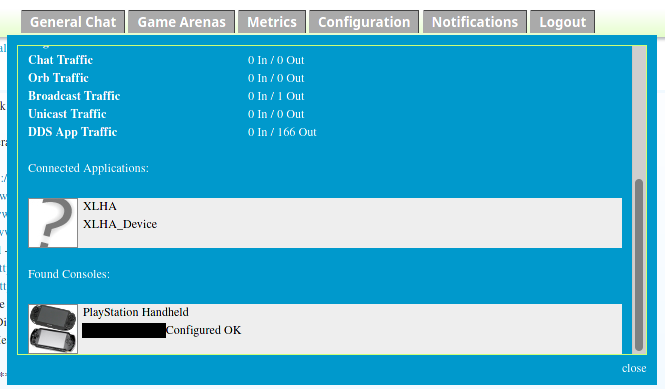 General Chat
Game Arenas
Metrics
Configuration
Notifications
Logout
Chat Traffic 0 In / 0 Out
Orb Traffic 0 In / 0 Out
Broadcast Traffic 0 In / 1 Out
Unicast Traffic 0 In / 0 Out
DDS App Traffic 0 In / 166 Out
Connected Applications:
XLHA
XLHA_Device
Found Consoles:
PlayStation Handheld
Configured OK
close